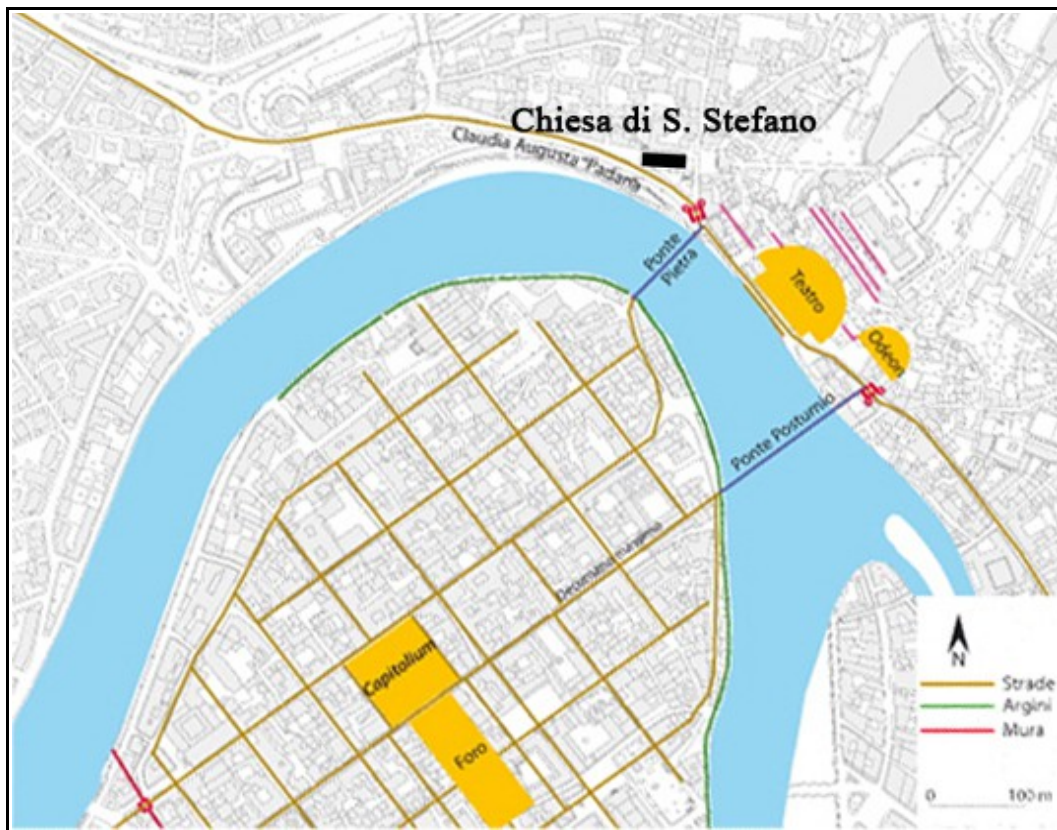 Chiesa di S. Stefano
Claudia Augusta "Padana"
Ponte
Pietra
Teatro
Odeon
Ponte Postumio
Decumano massimo
Capitolium
Foro
N
Strade
Argini
Mura
0 100 m